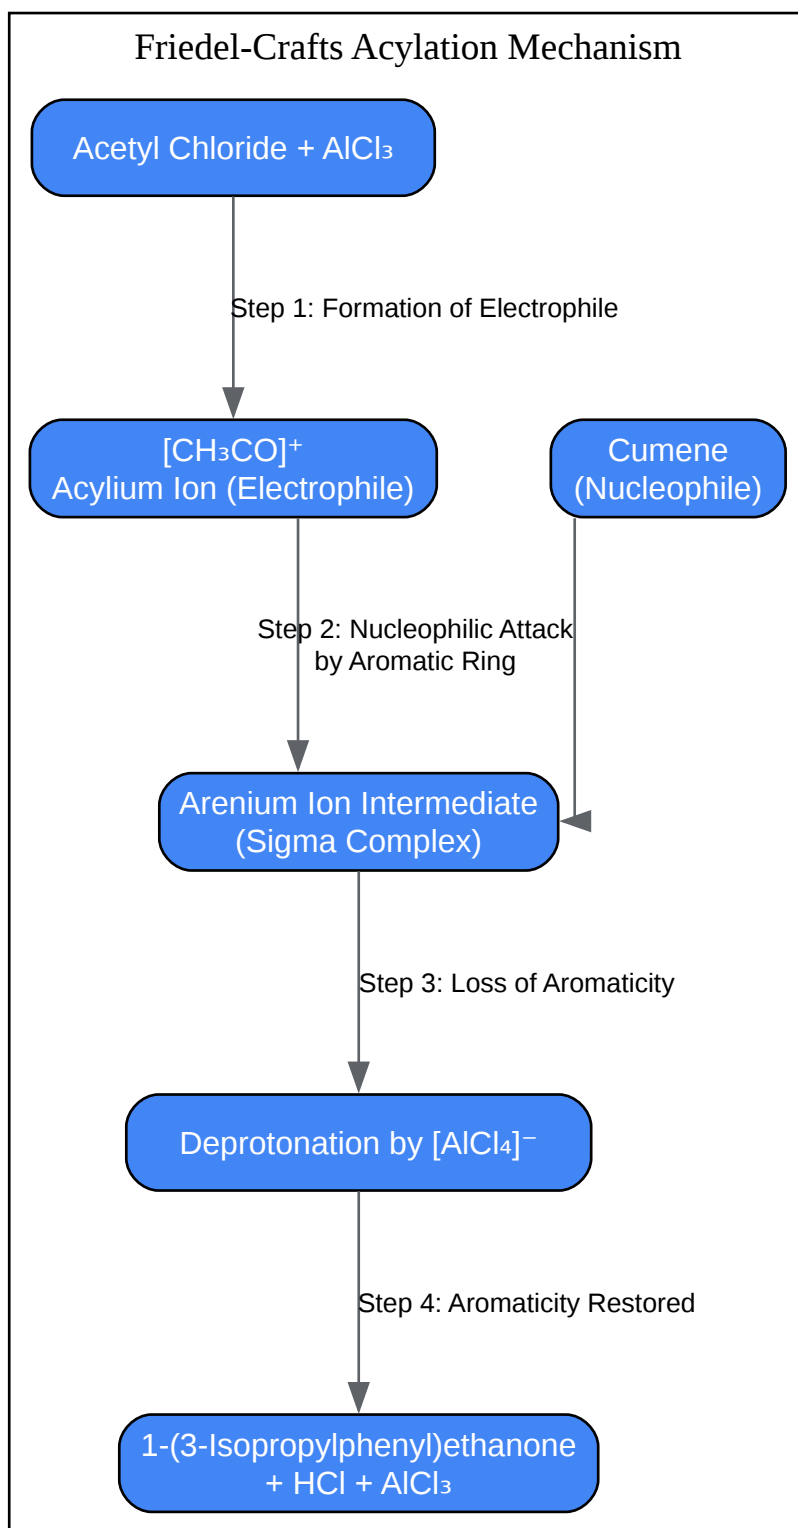 Friedel-Crafts Acylation Mechanism
Acetyl Chloride + AlCl₃
Step 1: Formation of Electrophile
[CH₃CO]⁺
Acylium Ion (Electrophile)
Cumene
(Nucleophile)
Step 2: Nucleophilic Attack
by Aromatic Ring
Arenium Ion Intermediate
(Sigma Complex)
Step 3: Loss of Aromaticity
Deprotonation by [AlCl₄]⁻
Step 4: Aromaticity Restored
1-(3-Isopropylphenyl)ethanone
+ HCl + AlCl₃